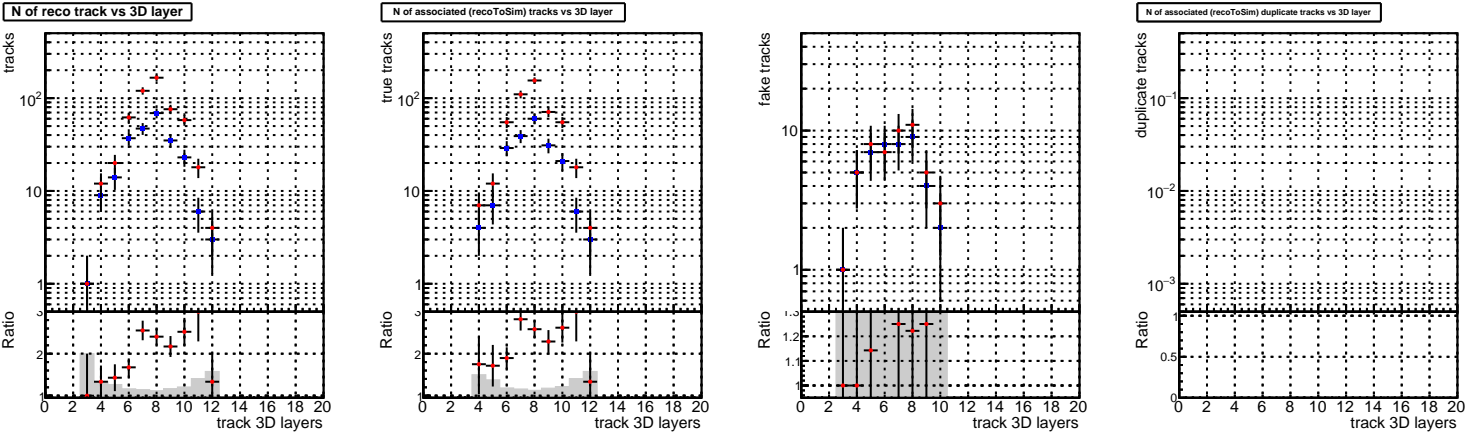 N of reco track vs 3D layer
tracks
10²
10
1
Ratio
3
2
1
0 2 4 6 8 10 12 14 16 18 20
track 3D layers
N of associated (recoToSim) tracks vs 3D layer
true tracks
10²
10
1
Ratio
3
2
1
0 2 4 6 8 10 12 14 16 18 20
track 3D layers
fake tracks
10
1
Ratio
1.3
1.2
1.1
1
0 2 4 6 8 10 12 14 16 18 20
track 3D layers
N of associated (recoToSim) duplicate tracks vs 3D layer
duplicate tracks
10⁻¹
10⁻²
10⁻³
Ratio
1
0.5
0
0 2 4 6 8 10 12 14 16 18 20
track 3D layers